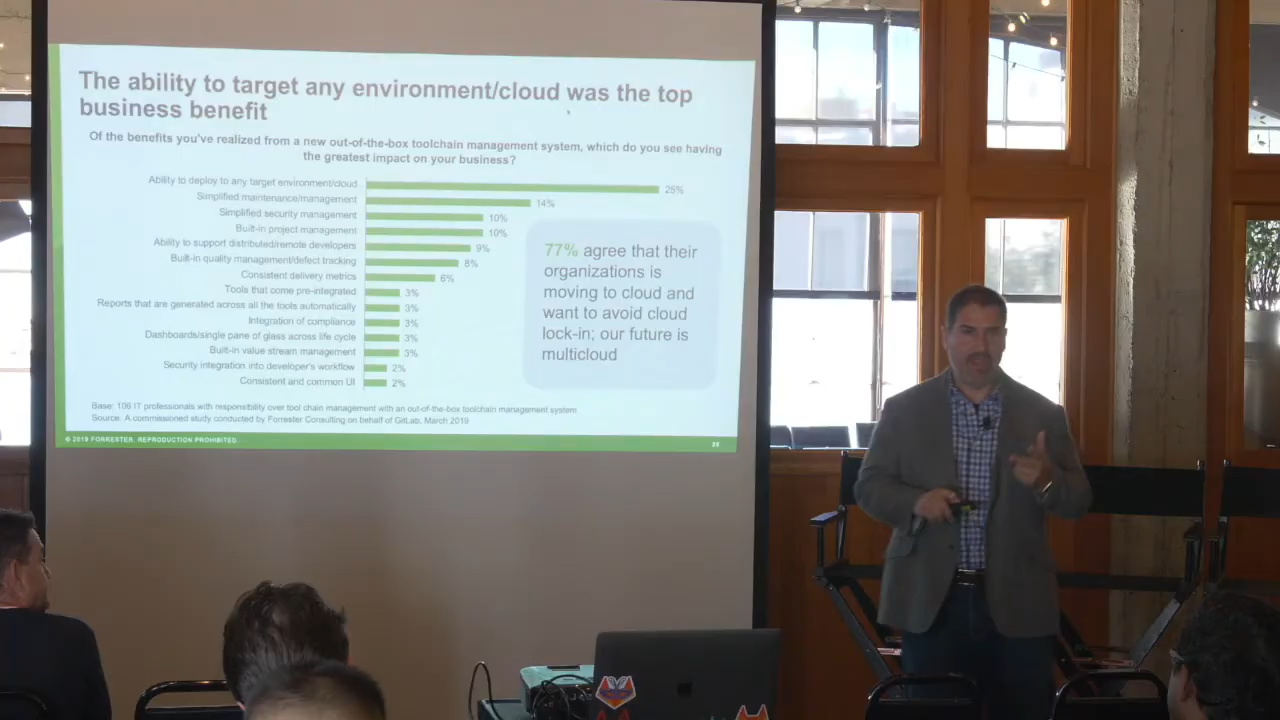 The ability to target any environment/cloud was the top
business benefit
Of the benefits you've realized from a new out-of-the-box toolchain management system, which do you see having
the greatest impact on your business?
Ability to deploy to any target environment/cloud 25%
Simplified maintenance/management 14%
Simplified security management 10%
Built-in project management 10%
Ability to support distributed/remote developers 9%
Built-in quality management/defect tracking 8%
Consistent delivery metrics 6%
Tools that come pre-integrated 3%
Reports that are generated across all the tools automatically 3%
Integration of compliance 3%
Dashboards/single pane of glass across life cycle 3%
Built-in value stream management 3%
Security integration into developer's workflow 2%
Consistent and common UI 2%
77% agree that their
organizations is
moving to cloud and
want to avoid cloud
lock-in; our future is
multicloud
Base: 106 IT professionals with responsibility over tool chain management with an out-of-the-box toolchain management system
Source: A commissioned study conducted by Forrester Consulting on behalf of GitLab, March 2019
© 2019 FORRESTER. REPRODUCTION PROHIBITED.